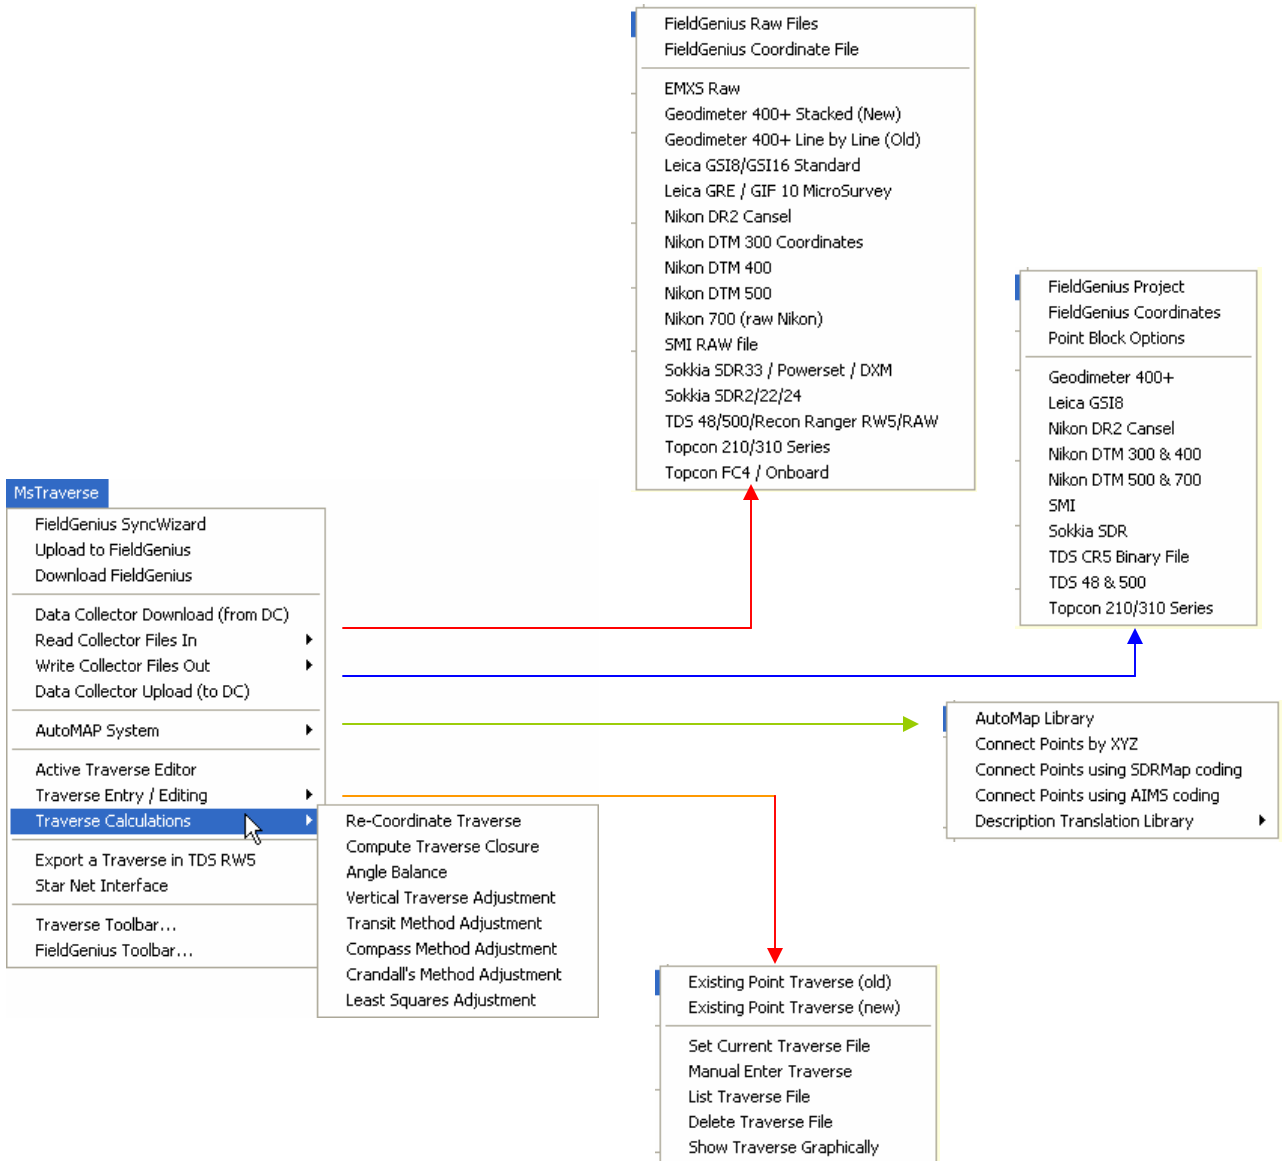 MsTraverse
FieldGenius SyncWizard
Upload to FieldGenius
Download FieldGenius
Data Collector Download (from DC)
Read Collector Files In
Write Collector Files Out
Data Collector Upload (to DC)
AutoMAP System
Active Traverse Editor
Traverse Entry / Editing
Traverse Calculations
Export a Traverse in TDS RW5
Star Net Interface
Traverse Toolbar...
FieldGenius Toolbar...
Re-Coordinate Traverse
Compute Traverse Closure
Angle Balance
Vertical Traverse Adjustment
Transit Method Adjustment
Compass Method Adjustment
Crandall's Method Adjustment
Least Squares Adjustment
FieldGenius Raw Files
FieldGenius Coordinate File
EMXS Raw
Geodimeter 400+ Stacked (New)
Geodimeter 400+ Line by Line (Old)
Leica GSI8/GSI16 Standard
Leica GRE / GIF 10 MicroSurvey
Nikon DR2 Cansel
Nikon DTM 300 Coordinates
Nikon DTM 400
Nikon DTM 500
Nikon 700 (raw Nikon)
SMI RAW file
Sokkia SDR33 / Powerset / DXM
Sokkia SDR2/22/24
TDS 48/500/Recon Ranger RW5/RAW
Topcon 210/310 Series
Topcon FC4 / Onboard
FieldGenius Project
FieldGenius Coordinates
Point Block Options
Geodimeter 400+
Leica GSI8
Nikon DR2 Cansel
Nikon DTM 300 & 400
Nikon DTM 500 & 700
SMI
Sokkia SDR
TDS CR5 Binary File
TDS 48 & 500
Topcon 210/310 Series
AutoMap Library
Connect Points by XYZ
Connect Points using SDRMap coding
Connect Points using AIMS coding
Description Translation Library
Existing Point Traverse (old)
Existing Point Traverse (new)
Set Current Traverse File
Manual Enter Traverse
List Traverse File
Delete Traverse File
Show Traverse Graphically